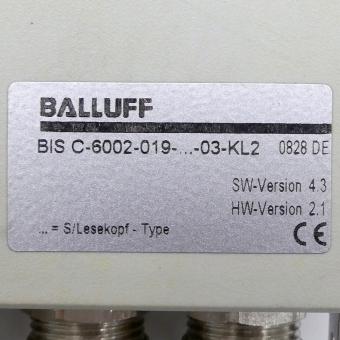 BALLUFF
BIS C-6002-019-...-03-KL2 0828 DE
SW-Version 4.3
HW-Version 2.1
... = S/Lesekopf - Type CE